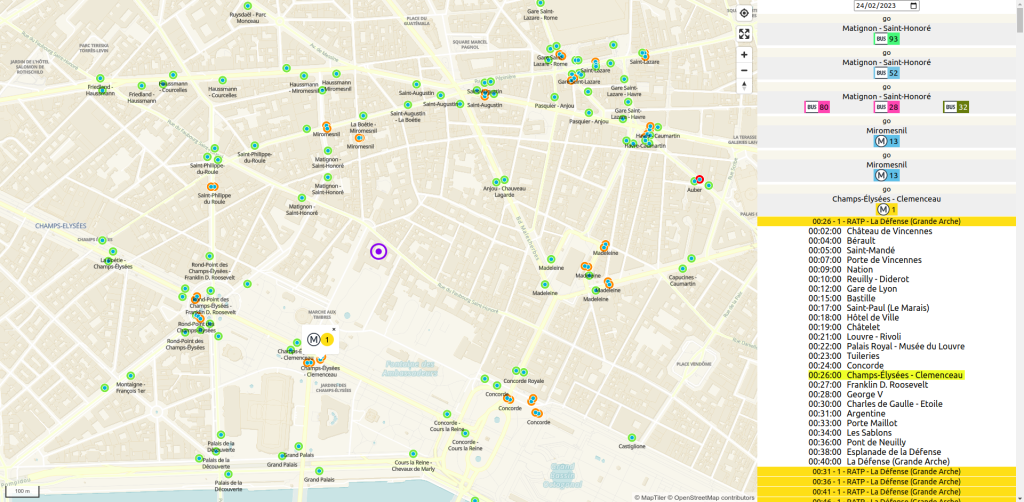 Ruysdaël - Parc
Monceau
PLACE DU
GUATÉMALA
Gare Saint-
Lazare - Rome
PARC TERESKA
TORRÈS-LEVIN
SQUARE MARCEL
PAGNOL
JARDIN DE L'HÔTEL
SALOMON DE
ROTHSCHILD
Gare Saint-
Lazare - Rome
Saint-Lazare
Saint-Lazare
Gare Saint-Lazare
Friedland -
Haussmann
Friedland -
Haussmann
Haussmann
- Courcelles
Haussmann
- Courcelles
Haussmann
- Miromesnil
Haussmann
- Miromesnil
Saint-Augustin
Saint-Augustin
Saint-Augustin
Saint-Augustin
- La Boétie
Gare Saint-
Lazare - Havre
Pasquier - Anjou
Pasquier - Anjou
Gare Saint-
Lazare - Havre
La Boétie -
Miromesnil
Miromesnil
Miromesnil
Havre - Caumartin
Havre-Caumartin
LA TERRASSE
GALERIES LAF
Saint-Philippe-
du-Roule
Saint-Philippe-
du-Roule
Saint-Philippe
du Roule
Matignon -
Saint-Honoré
Matignon -
Saint-Honoré
Anjou - Chauveau
Lagarde
Auber
Bd Malesherbes
Rue du Faubourg Saint-Honoré
CHAMPS-ELYSÉES
CHAMPS ÉLYSÉES
La Boétie -
Champs-Élysées
Rond-Point des
Champs-Élysées -
Franklin D. Roosevelt
Rond-Point des
Champs-Élysées -
Franklin D. Roosevelt
Rond-Point des
Champs-Élysées
Rond-Point des
Champs-Élysées
Madeleine
Madeleine
Madeleine
Madeleine
Madeleine
Madeleine
Capucines -
Caumartin
MARCHÉ AUX
TIMBRES
M 1
×
Champs-Élysées
- Clemenceau
Champs-Élysées
- Clemenceau
JARDINIÈRES
CHAMPS-ÉLYSÉES
PLACE VENDÔME
Montaigne -
François 1er
Concorde Royale
Concorde
Concorde
Concorde
Concorde -
Cours la Reine
Concorde -
Cours la Reine
Castiglione
Palais de la
Découverte
Palais de la
Découverte
Palais de la
Découverte
Grand Palais
Grand Palais
Cours la Reine -
Chevaux de Marly
100 m
© MapTiler © OpenStreetMap contributors
24/02/2023
go
Matignon - Saint-Honoré
BUS 93
go
Matignon - Saint-Honoré
BUS 52
go
Matignon - Saint-Honoré
BUS 80 BUS 28 BUS 32
go
Miromesnil
M 13
go
Miromesnil
M 13
go
Champs-Élysées - Clemenceau
M 1
00:26 - 1 - RATP - La Défense (Grande Arche)
00:02:00 Château de Vincennes
00:04:00 Bérault
00:05:00 Saint-Mandé
00:07:00 Porte de Vincennes
00:09:00 Nation
00:10:00 Reuilly - Diderot
00:12:00 Gare de Lyon
00:15:00 Bastille
00:17:00 Saint-Paul (Le Marais)
00:18:00 Hôtel de Ville
00:19:00 Châtelet
00:21:00 Louvre - Rivoli
00:22:00 Palais Royal - Musée du Louvre
00:23:00 Tuileries
00:24:00 Concorde
00:26:00 Champs-Élysées - Clemenceau
00:27:00 Franklin D. Roosevelt
00:28:00 George V
00:30:00 Charles de Gaulle - Etoile
00:31:00 Argentine
00:33:00 Porte Maillot
00:34:00 Les Sablons
00:36:00 Pont de Neuilly
00:38:00 Esplanade de la Défense
00:40:00 La Défense (Grande Arche)
00:31 - 1 - RATP - La Défense (Grande Arche)
00:36 - 1 - RATP - La Défense (Grande Arche)
00:41 - 1 - RATP - La Défense (Grande Arche)